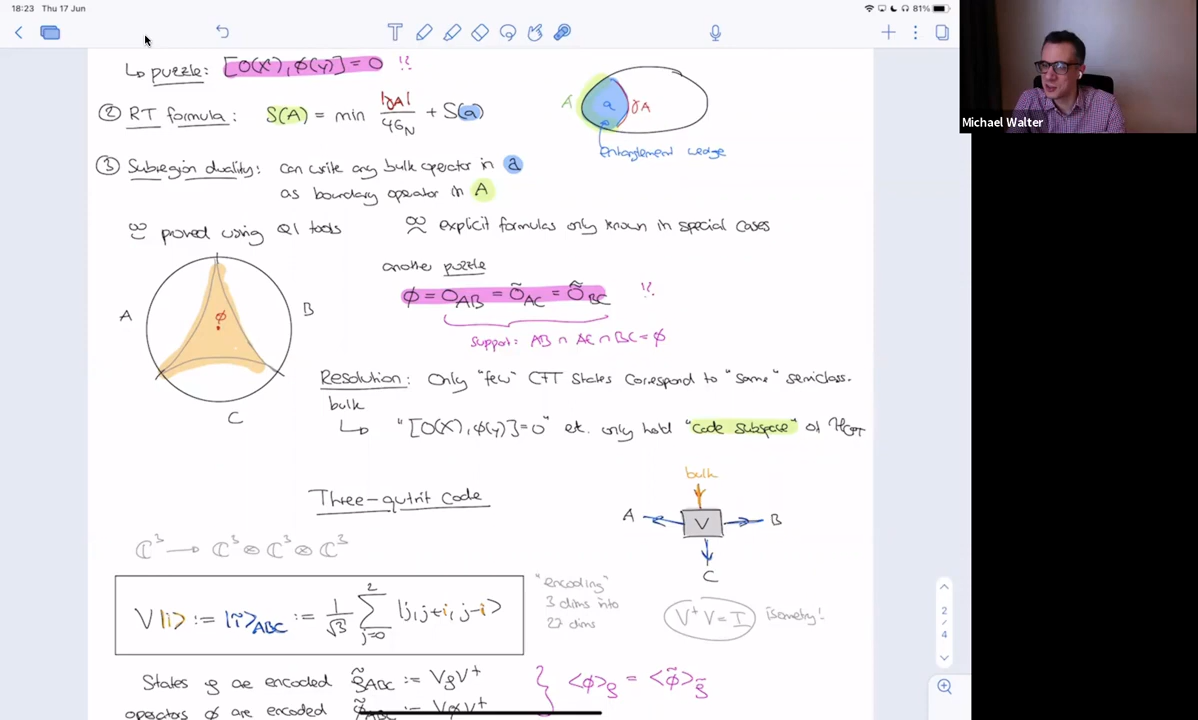 18:23 Thu 17 Jun
81%
Michael Walter
↳ puzzle: [O(X), ϕ(y)] = 0 !?
② RT formula: S(A) = min |γA| / 4G_N + S(a)
A a γA
entanglement wedge
③ Subregion duality: can write any bulk operator in a
as boundary operator in A
proved using QI tools
explicit formulas only known in special cases
another puzzle
ϕ = O_AB = Õ_AC = Õ̃_BC !?
support: AB ∩ AC ∩ BC = ∅
A B ϕ C
Resolution: Only "few" CFT states correspond to "same" semiclass.
bulk
↳ "[O(X), ϕ(y)] = 0" etc. only hold "code subspace" of H_CFT
Three-qutrit code
bulk
A V B
C
ℂ³ → ℂ³ ⊗ ℂ³ ⊗ ℂ³
V|i> := |ĩ>_ABC := 1/√3 ∑_{j=0}^{2} |j, j+i, j-i>
"encoding"
3 dims into
27 dims
V†V = I isometry!
States ρ are encoded ρ̃_ABC := VρV†
operators ϕ are encoded ϕ̃_ABC := VϕV†
<ϕ>_ρ = <ϕ̃>_ρ̃
2
/
4